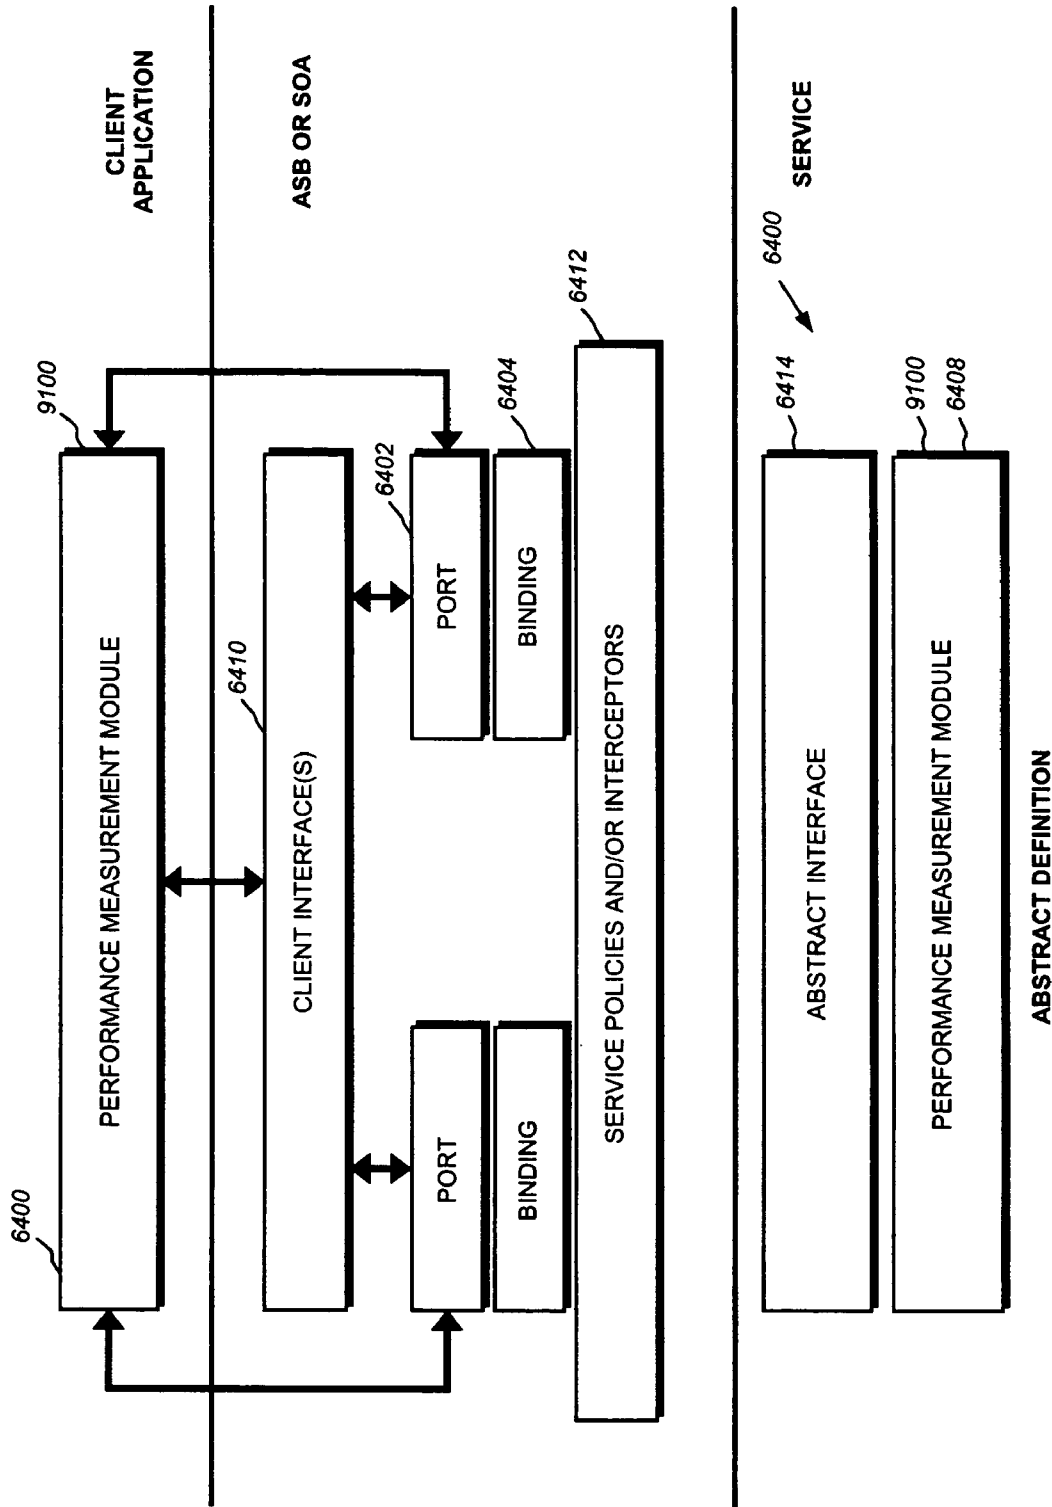 CLIENT
APPLICATION
6400
9100
PERFORMANCE MEASUREMENT MODULE
ASB OR SOA
6410
CLIENT INTERFACE(S)
6402
PORT
PORT
6404
BINDING
BINDING
6412
SERVICE POLICIES AND/OR INTERCEPTORS
SERVICE
6400
6414
ABSTRACT INTERFACE
9100
6408
PERFORMANCE MEASUREMENT MODULE
ABSTRACT DEFINITION